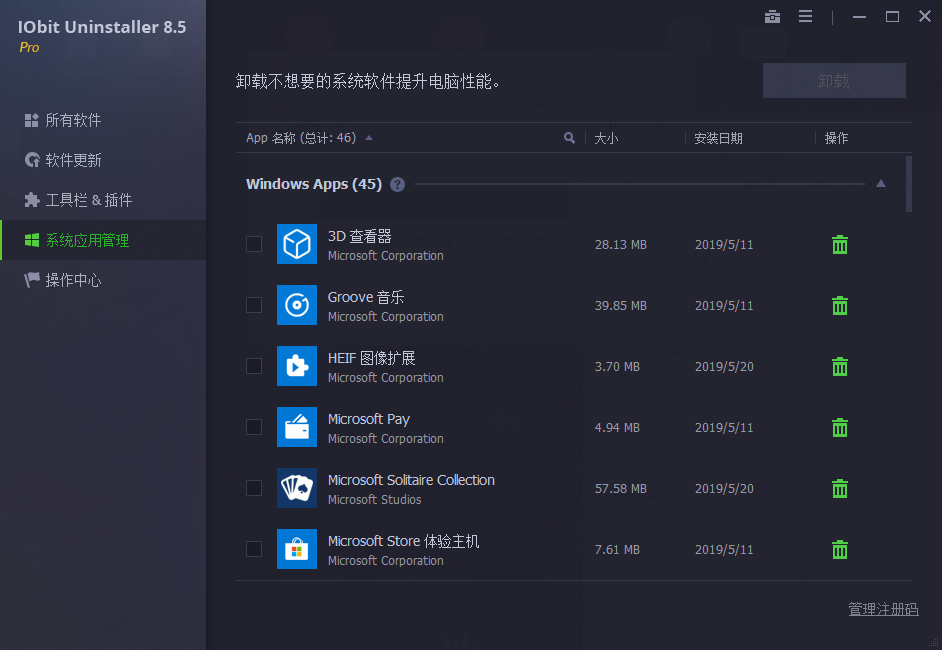 IObit Uninstaller 8.5
Pro
所有软件
软件更新
工具栏 & 插件
系统应用管理
操作中心
卸载不想要的系统软件提升电脑性能。
卸载
App 名称 (总计: 46) 大小 安装日期 操作
Windows Apps (45) ?
3D 查看器
Microsoft Corporation
28.13 MB 2019/5/11
Groove 音乐
Microsoft Corporation
39.85 MB 2019/5/11
HEIF 图像扩展
Microsoft Corporation
3.70 MB 2019/5/20
Microsoft Pay
Microsoft Corporation
4.94 MB 2019/5/11
Microsoft Solitaire Collection
Microsoft Studios
57.58 MB 2019/5/20
Microsoft Store 体验主机
Microsoft Corporation
7.61 MB 2019/5/11
管理注册码